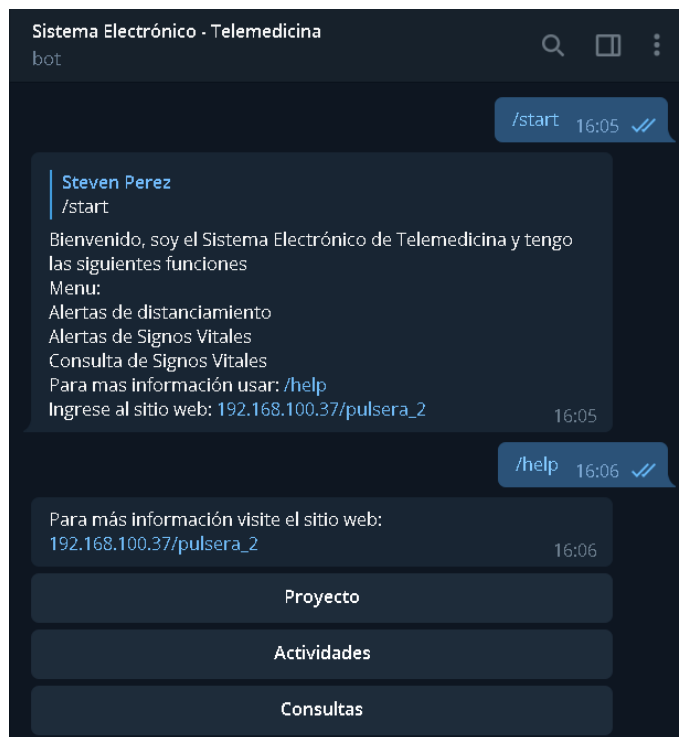 Sistema Electrónico - Telemedicina
bot
/start 16:05
Steven Perez
/start
Bienvenido, soy el Sistema Electrónico de Telemedicina y tengo
las siguientes funciones
Menu:
Alertas de distanciamiento
Alertas de Signos Vitales
Consulta de Signos Vitales
Para mas información usar: /help
Ingrese al sitio web: 192.168.100.37/pulsera_2 16:05
/help 16:06
Para más información visite el sitio web:
192.168.100.37/pulsera_2 16:06
Proyecto
Actividades
Consultas